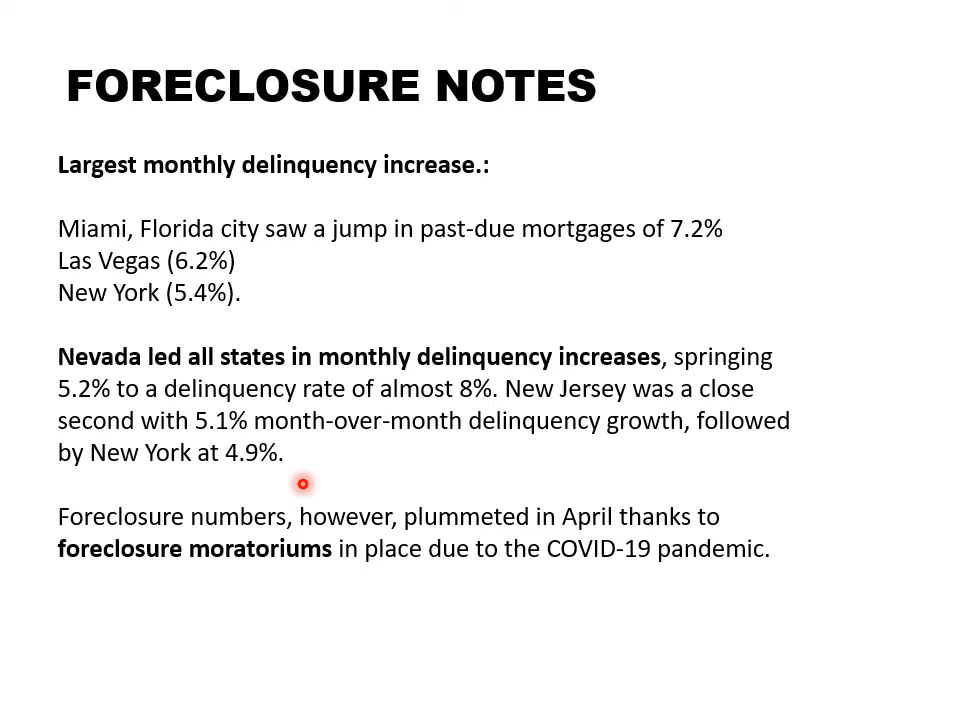 FORECLOSURE NOTES
Largest monthly delinquency increase.:
Miami, Florida city saw a jump in past-due mortgages of 7.2%
Las Vegas (6.2%)
New York (5.4%).
Nevada led all states in monthly delinquency increases, springing
5.2% to a delinquency rate of almost 8%. New Jersey was a close
second with 5.1% month-over-month delinquency growth, followed
by New York at 4.9%.
Foreclosure numbers, however, plummeted in April thanks to
foreclosure moratoriums in place due to the COVID-19 pandemic.